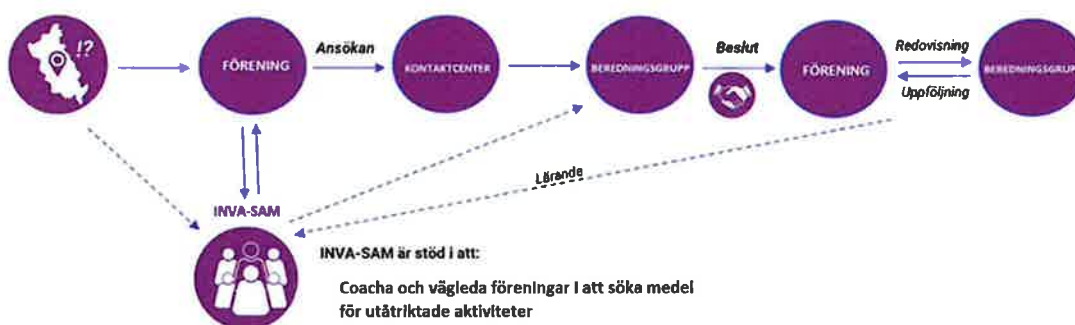 !?
FÖRENING
Ansökan
KONTAKTCENTER
BEREDNINGSGRUPP
Beslut
FÖRENING
Redovisning
Uppföljning
BEREDNINGSGRUPP
Lärande
INVA-SAM
INVA-SAM är stöd i att:
Coacha och vägleda föreningar i att söka medel
för utåtriktade aktiviteter